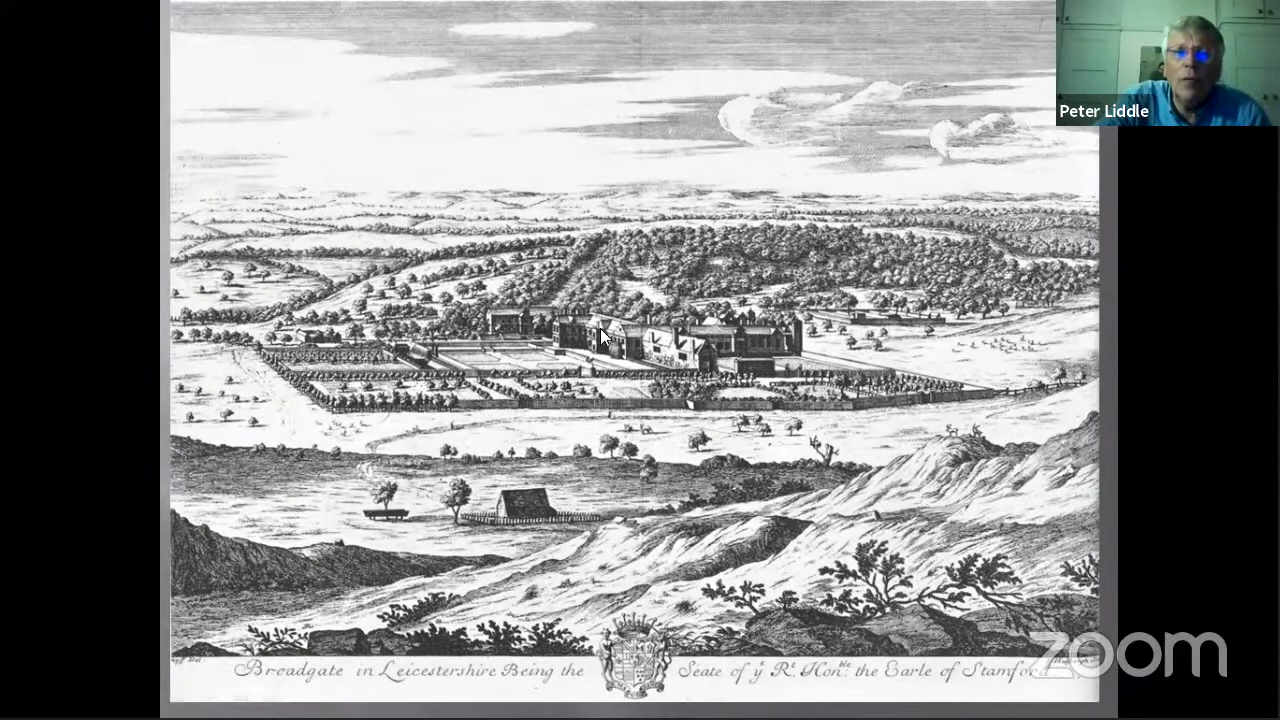 Peter Liddle
Broadgate in Leicestershire Being the Seate of yᵉ Rᵗ Honᵇˡᵉ: the Earle of Stamford.
zoom